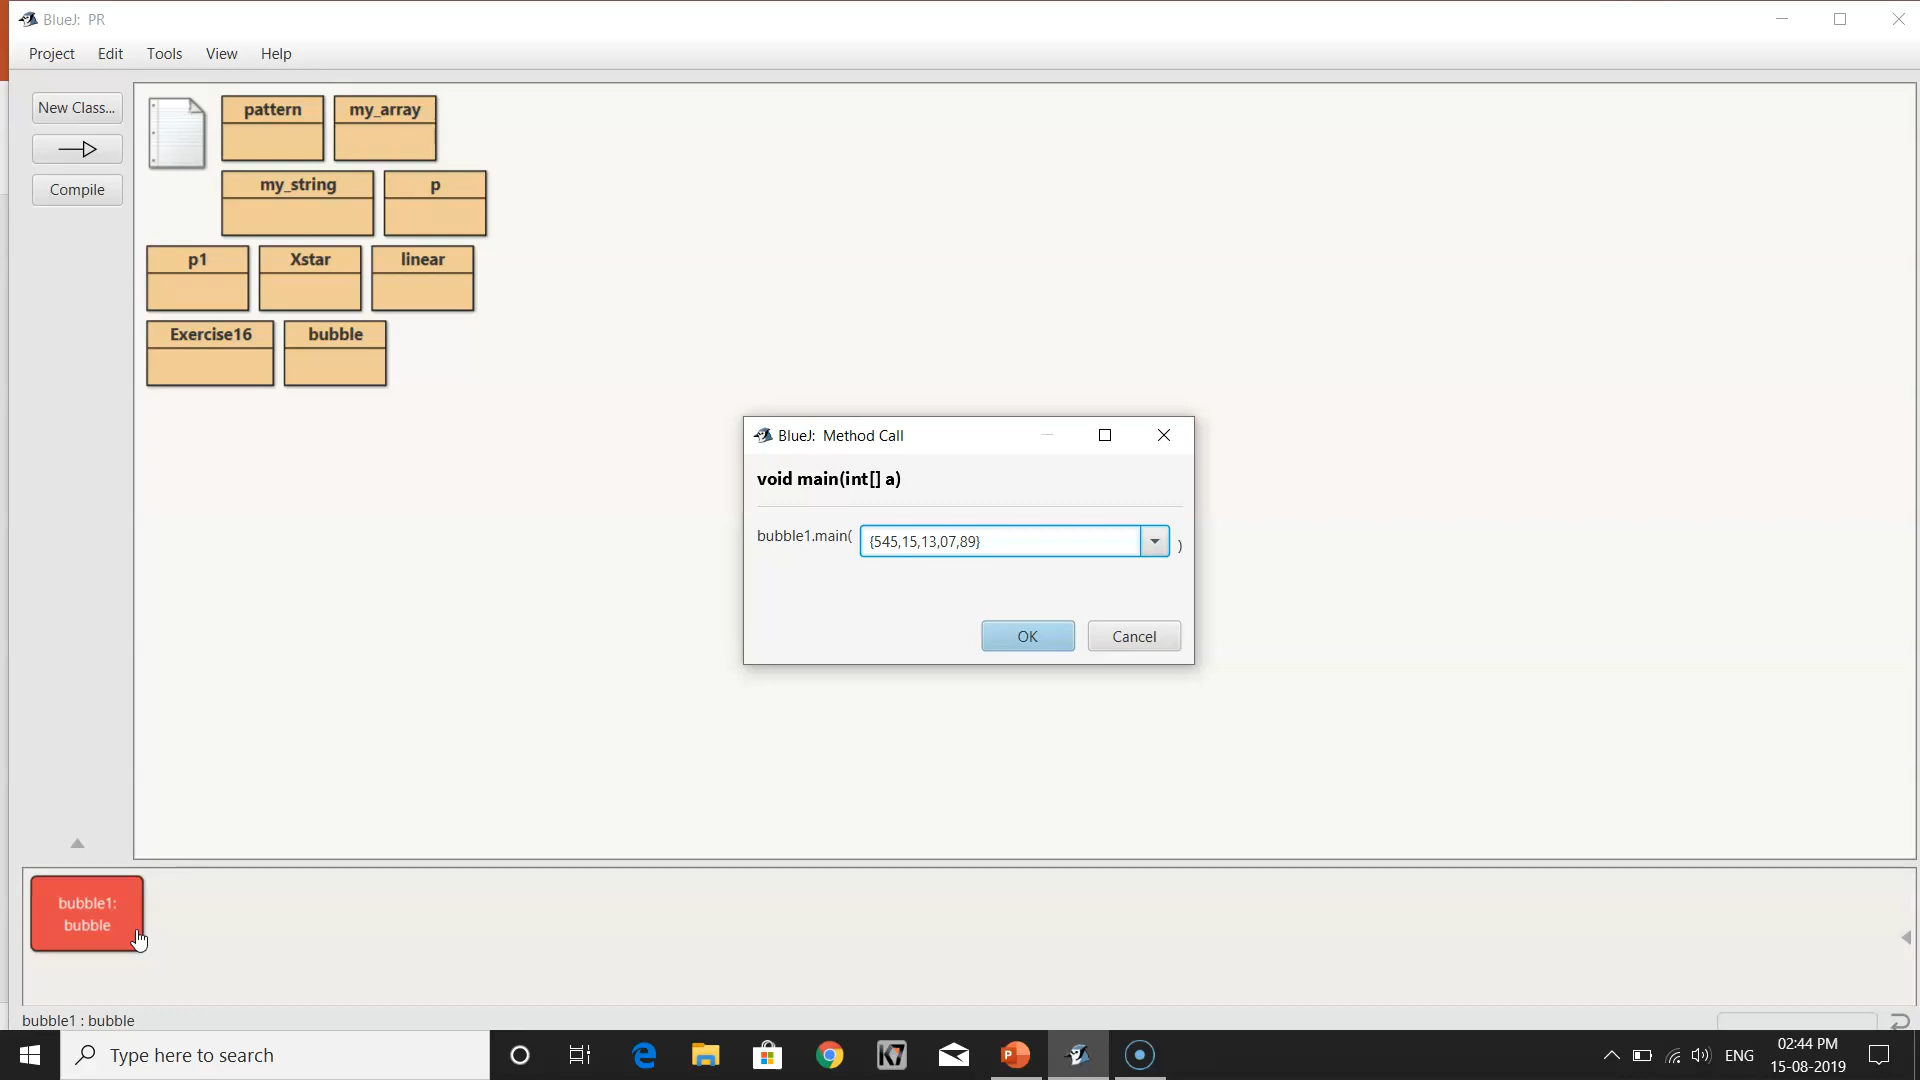 BlueJ: PR
Project Edit Tools View Help
New Class...
Compile
pattern
my_array
my_string
p
p1
Xstar
linear
Exercise16
bubble
BlueJ: Method Call
void main(int[] a)
bubble1.main( {545,15,13,07,89} )
OK
Cancel
bubble1:
bubble
bubble1 : bubble
Type here to search
ENG
02:44 PM
15-08-2019